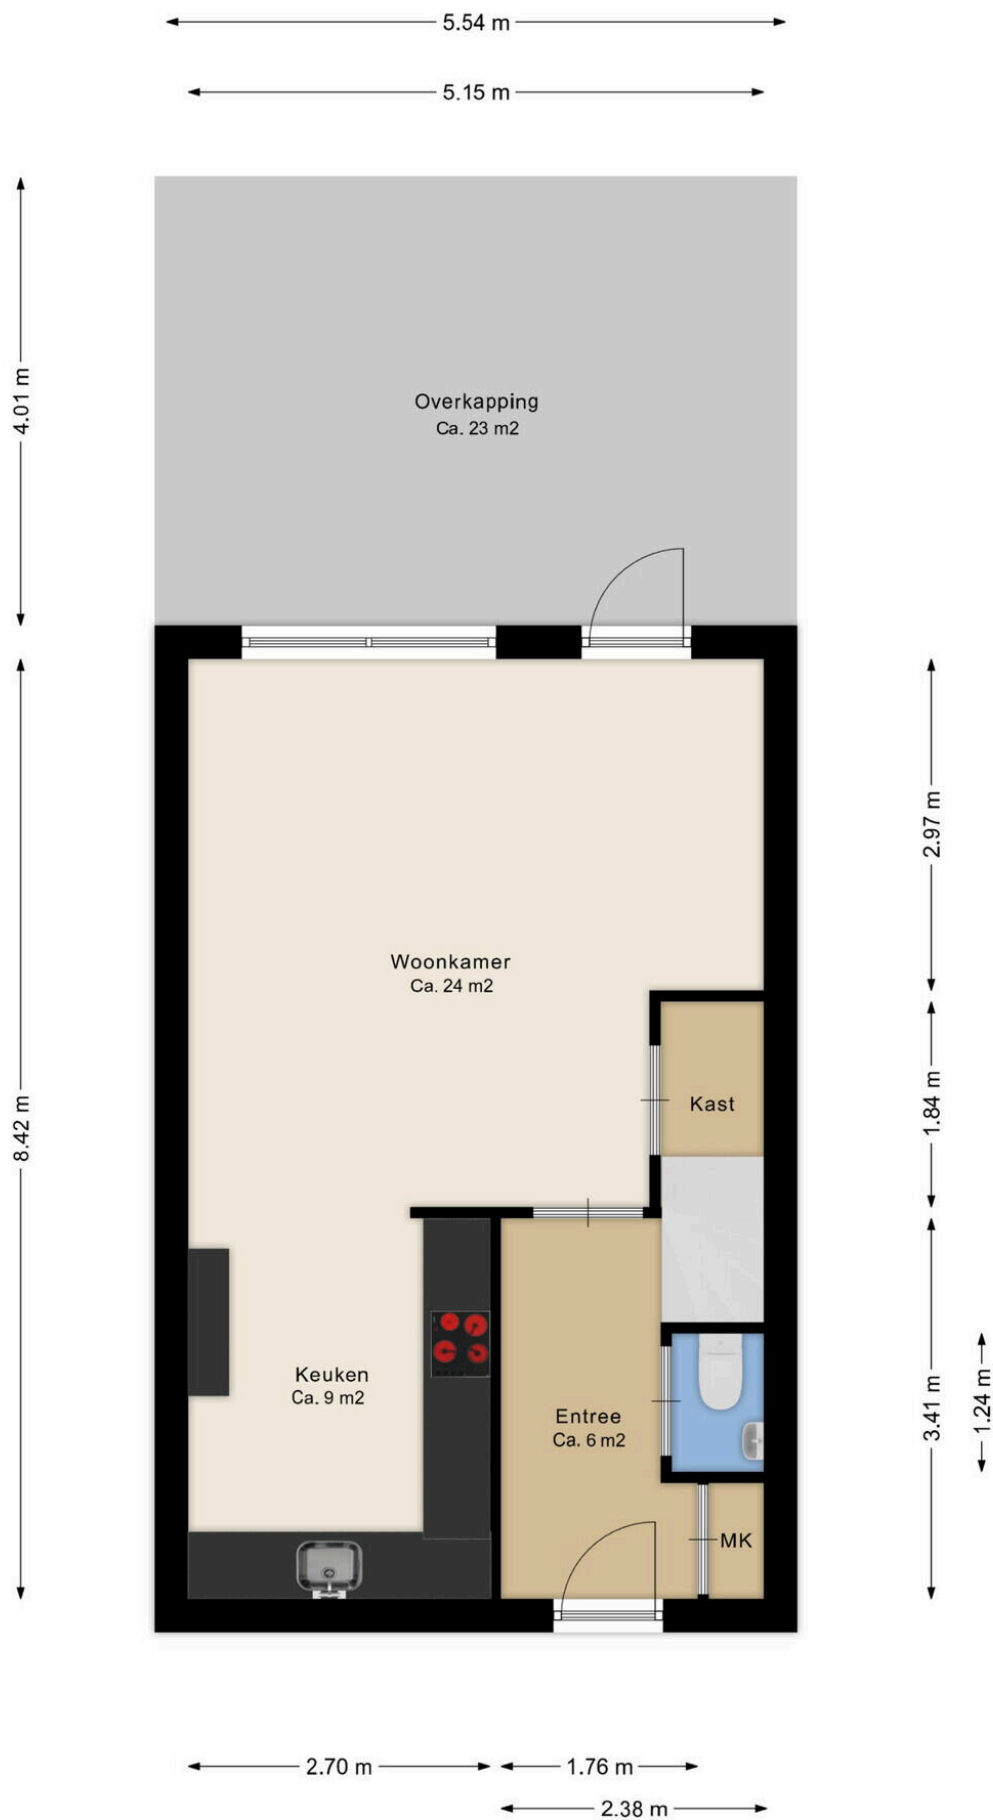 5.54 m
5.15 m
4.01 m
Overkapping
Ca. 23 m2
2.97 m
Woonkamer
Ca. 24 m2
8.42 m
1.84 m
Kast
Keuken
Ca. 9 m2
Entree
Ca. 6 m2
3.41 m
1.24 m
MK
2.70 m
1.76 m
2.38 m